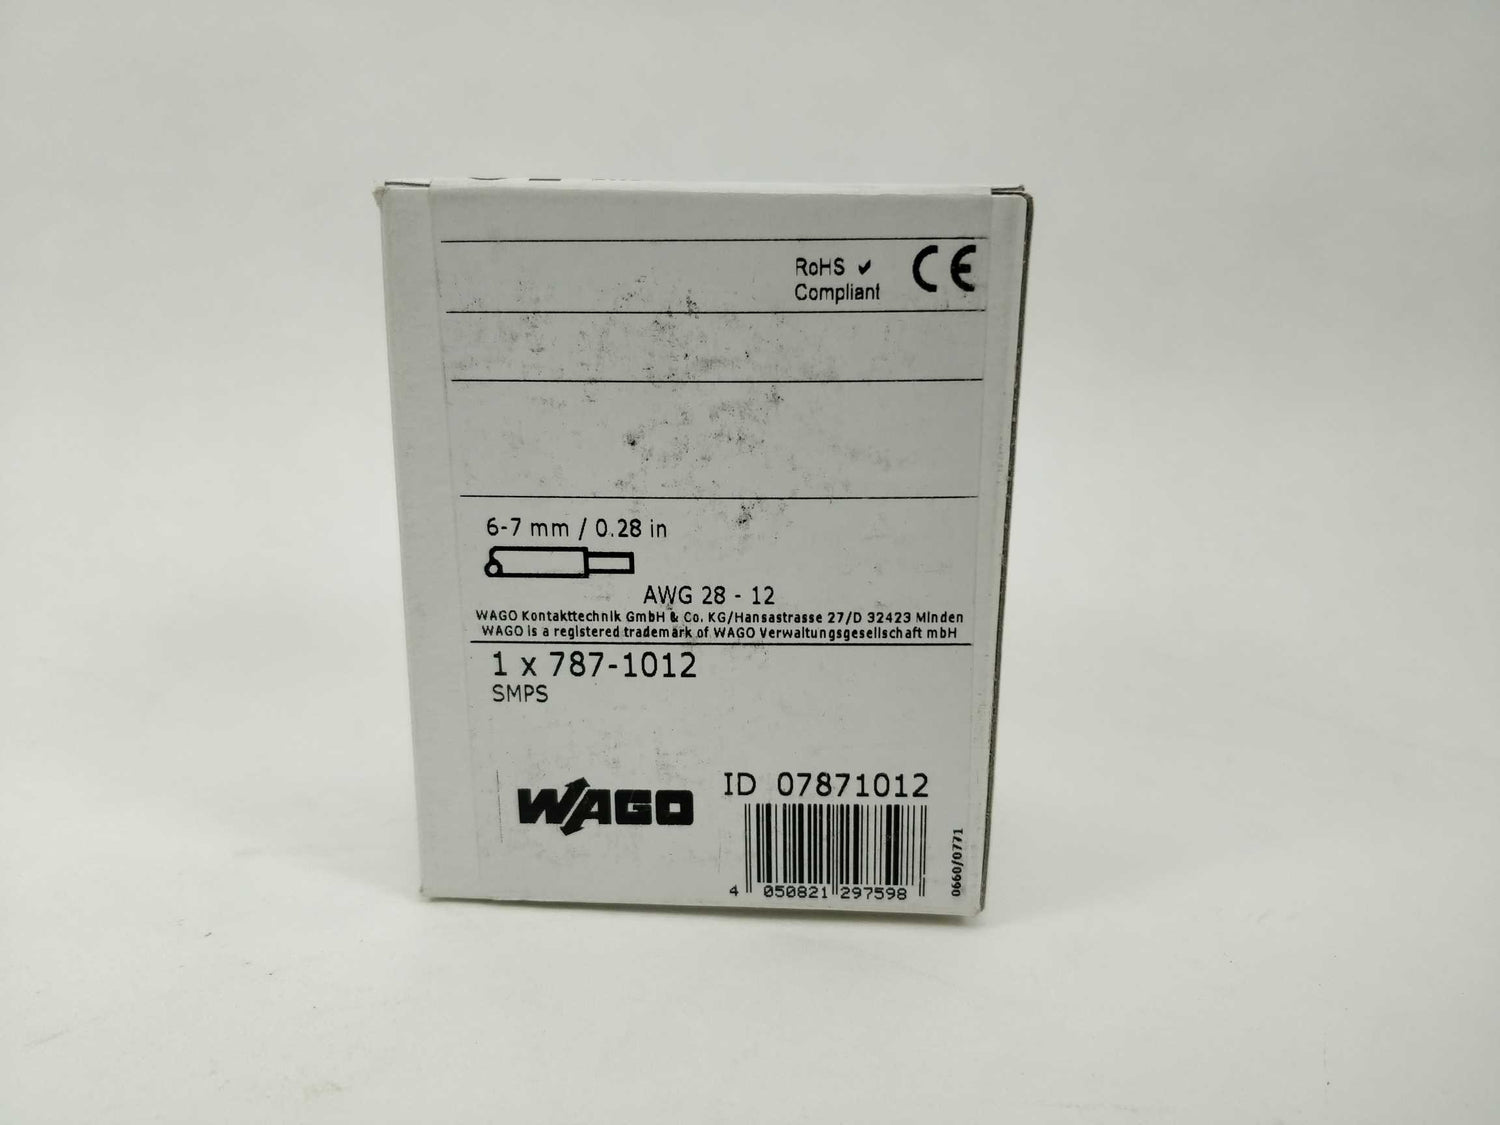 RoHS ✓
Compliant
CE
6-7 mm / 0.28 in
AWG 28 - 12
WAGO Kontakttechnik GmbH & Co. KG/Hansastrasse 27/D 32423 Minden
WAGO is a registered trademark of WAGO Verwaltungsgesellschaft mbH
1 x 787-1012
SMPS
WAGO
ID 07871012
4 050821 297598
0660/0771